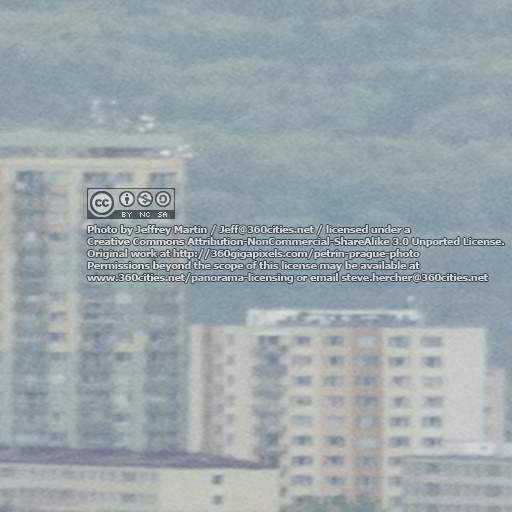 cc
BY NC SA
Photo by Jeffrey Martin / Jeff@360cities.net / licensed under a
Creative Commons Attribution-NonCommercial-ShareAlike 3.0 Unported License.
Original work at http://360gigapixels.com/petrin-prague-photo
Permissions beyond the scope of this license may be available at
www.360cities.net/panorama-licensing or email steve.hercher@360cities.net